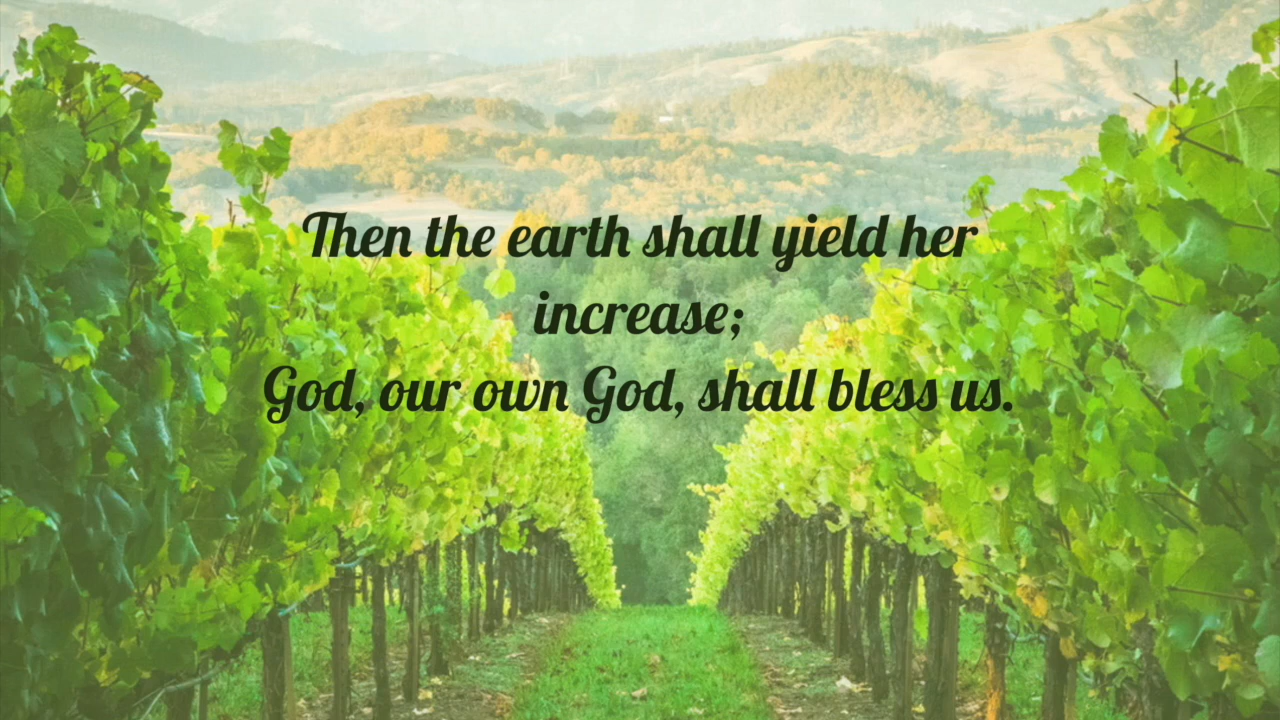 Then the earth shall yield her
increase;
God, our own God, shall bless us.